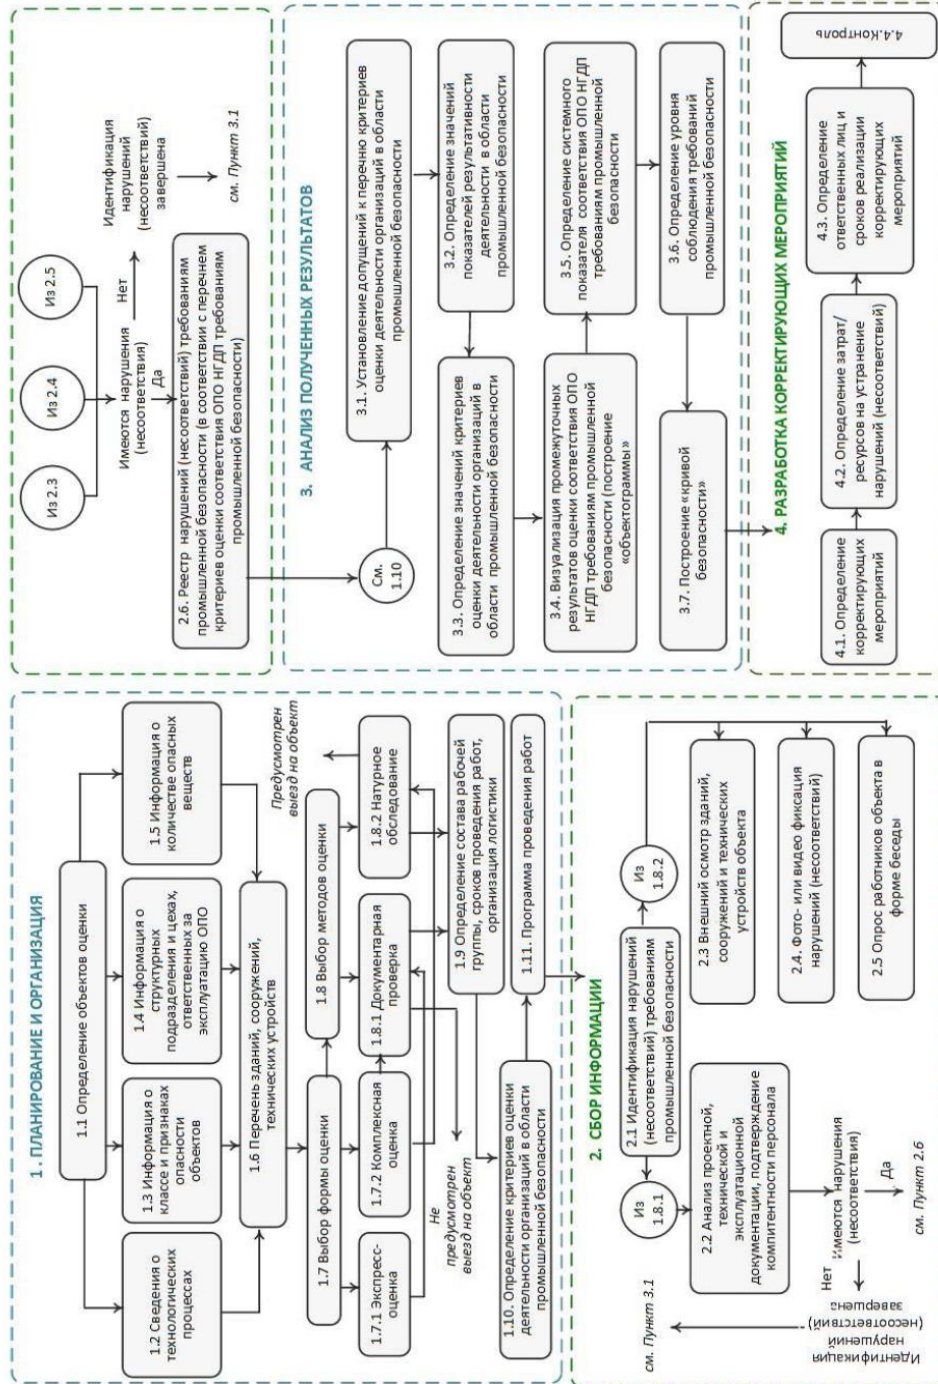 1. ПЛАНИРОВАНИЕ И ОРГАНИЗАЦИЯ
1.1 Определение объектов оценки
1.2 Сведения о
технологических
процессах
1.3 Информация о
классе и признаках
опасности
объектов
1.4 Информация о
структурных
подразделения и цехах,
ответственных за
эксплуатацию ОПО
1.5 Информация о
количестве опасных
веществ
1.6 Перечень зданий, сооружений,
технических устройств
1.7 Выбор формы оценки
1.8 Выбор методов оценки
Предусмотрен
выезд на объект
1.7.1 Экспресс-
оценка
1.7.2 Комплексная
оценка
1.8.1 Документарная
проверка
1.8.2 Натурное
обследование
Не
предусмотрен
выезд на объект
1.9 Определение состава рабочей
группы, сроков проведения работ,
организация логистики
1.10. Определение критериев оценки
деятельности организаций в области
промышленной безопасности
1.11. Программа проведения работ
2. СБОР ИНФОРМАЦИИ
2.1 Идентификация нарушений
(несоответствий) требованиям
промышленной безопасности
Из
1.8.1
Из
1.8.2
2.2 Анализ проектной,
технической и
эксплуатационной
документации, подтверждение
компитентности персонала
2.3 Внешний осмотр зданий,
сооружений и технических
устройств объекта
2.4. Фото- или видео фиксация
нарушений (несоответствий)
2.5 Опрос работников объекта в
форме беседы
см. Пункт 3.1
Имеются нарушения
(несоответствия)
Нет
Да
см. Пункт 2.6
Идентификация
нарушений
(несоответствий)
завершена
Из 2.3
Из 2.4
Из 2.5
Имеются нарушения
(несоответствия)
Нет
Да
Идентификация
нарушений
(несоответствий)
завершена
см. Пункт 3.1
2.6. Реестр нарушений (несоответствий) требованиям
промышленной безопасности (в соответствии с перечнем
критериев оценки соответствия ОПО НГДП требованиям
промышленной безопасности)
3. АНАЛИЗ ПОЛУЧЕННЫХ РЕЗУЛЬТАТОВ
См.
1.10
3.1. Установление допущений к перечню критериев
оценки деятельности организаций в области
промышленной безопасности
3.2. Определение значений
показателей результативности
деятельности в области
промышленной безопасности
3.3. Определение значений критериев
оценки деятельности организаций в
области промышленной безопасности
3.4. Визуализация промежуточных
результатов оценки соответствия ОПО
НГДП требованиям промышленной
безопасности (построение
«объектограммы»
3.5. Определение системного
показателя соответствия ОПО НГДП
требованиям промышленной
безопасности
3.6. Определение уровня
соблюдения требований
промышленной безопасности
3.7. Построение «кривой
безопасности»
4. РАЗРАБОТКА КОРРЕКТИРУЮЩИХ МЕРОПРИЯТИЙ
4.1. Определение
корректирующих
мероприятий
4.2. Определение затрат/
ресурсов на устранение
нарушений (несоответствий)
4.3. Определение
ответственных лиц и
сроков реализации
корректирующих
мероприятий
4.4. Контроль